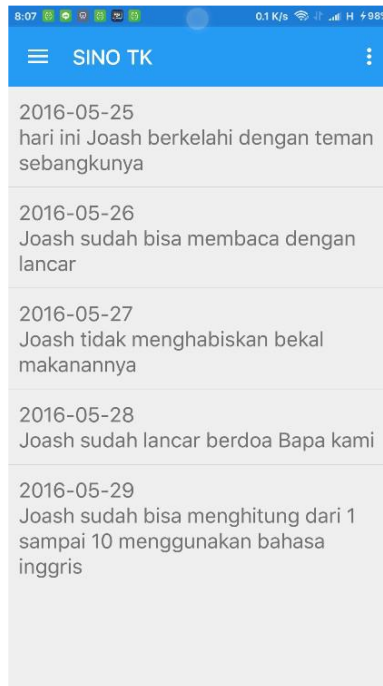 8:07 0.1 K/s H 98%
SINO TK
2016-05-25
hari ini Joash berkelahi dengan teman
sebangkunya
2016-05-26
Joash sudah bisa membaca dengan
lancar
2016-05-27
Joash tidak menghabiskan bekal
makanannya
2016-05-28
Joash sudah lancar berdoa Bapa kami
2016-05-29
Joash sudah bisa menghitung dari 1
sampai 10 menggunakan bahasa
inggris